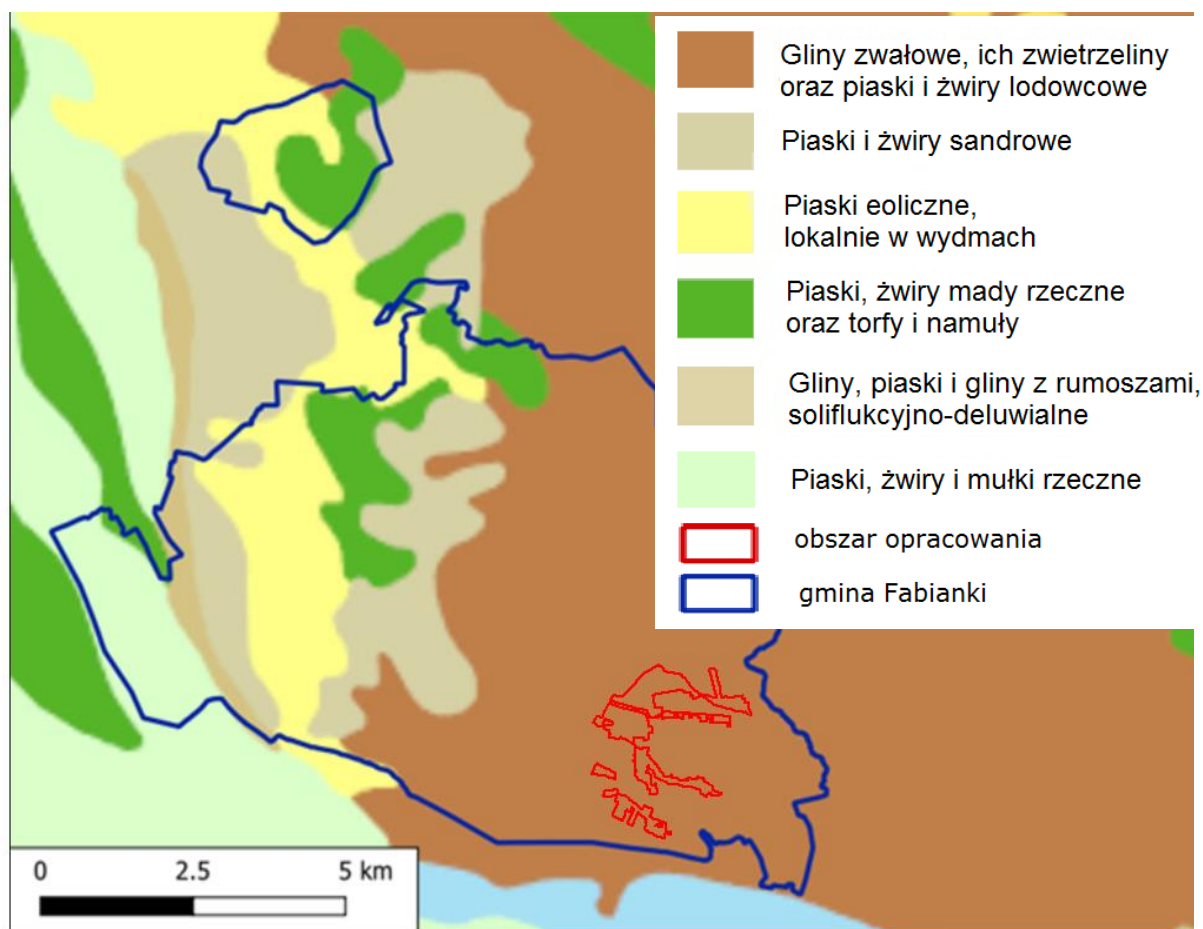 Gliny zwałowe, ich zwietrzeliny
oraz piaski i żwiry lodowcowe
Piaski i żwiry sandrowe
Piaski eoliczne,
lokalnie w wydmach
Piaski, żwiry mady rzeczne
oraz torfy i namuły
Gliny, piaski i gliny z rumoszami,
soliflukcyjno-deluwialne
Piaski, żwiry i mułki rzeczne
obszar opracowania
gmina Fabianki
0 2.5 5 km